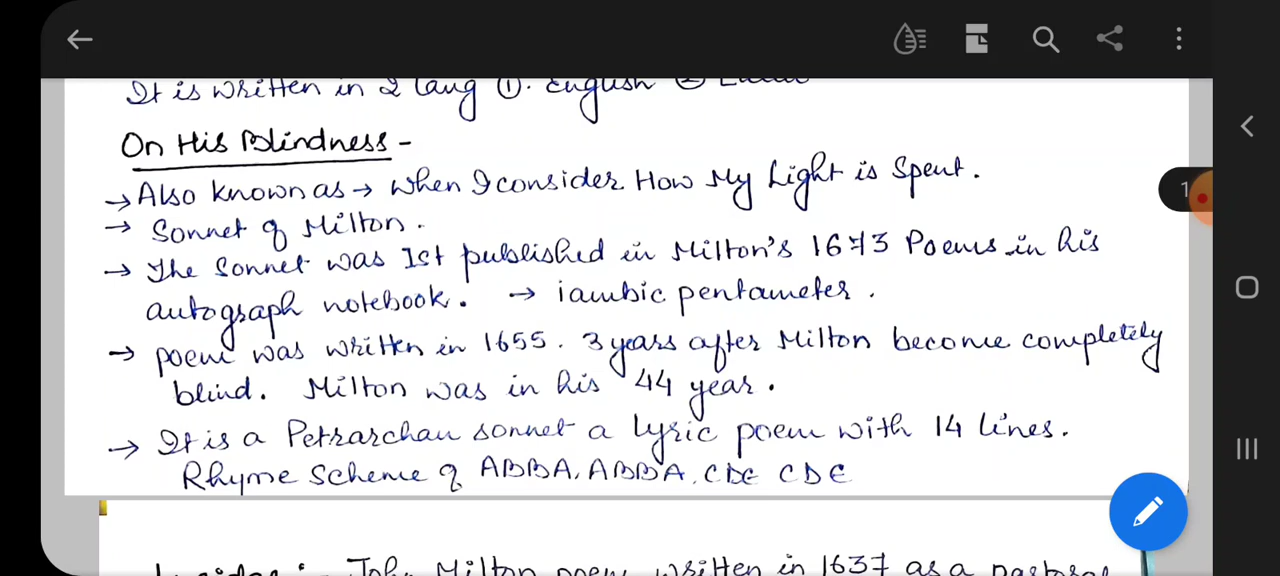 It is written in 2 lang ①. English ②
On His Blindness -
→ Also known as → When I consider How My Light is Spent.
→ Sonnet of Milton.
→ The Sonnet was 1st published in Milton's 1673 Poems in his
autograph notebook. → iambic pentameter.
→ poem was written in 1655. 3 years after Milton become completely
blind. Milton was in his 44 year.
→ It is a Petrarchan sonnet a lyric poem with 14 lines.
Rhyme Scheme of ABBA, ABBA, CDE CDE
John Milton poem written in 1637 as a pastoral
1